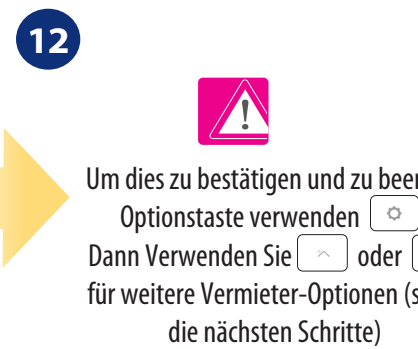 12
Um dies zu bestätigen und zu
Optionstaste verwenden
Dann Verwenden Sie oder
für weitere Vermieter-Optionen
die nächsten Schritte)